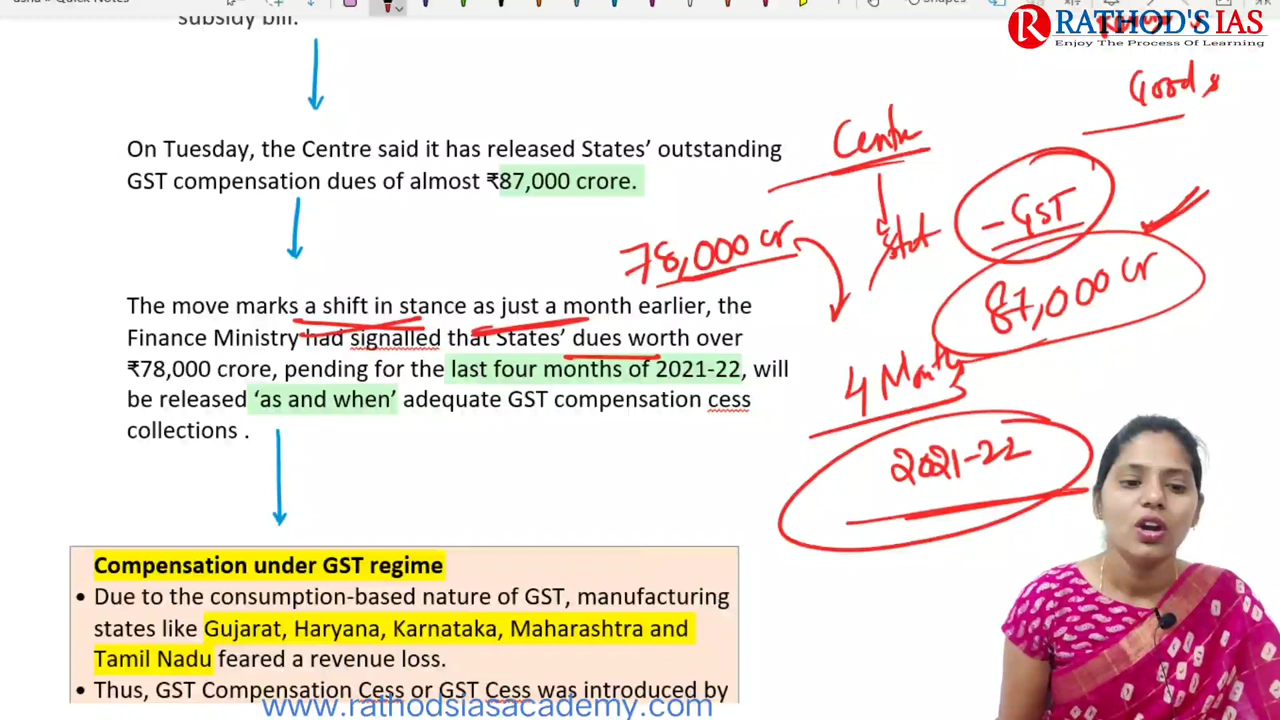 usha » Quick Notes
Shapes
subsidy bill.
RATHOD'S IAS
Enjoy The Process Of Learning
Goods
Centre
On Tuesday, the Centre said it has released States’ outstanding
GST compensation dues of almost ₹87,000 crore.
- GST
78,000 cr
Stat
87,000 cr
The move marks a shift in stance as just a month earlier, the
Finance Ministry had signalled that States’ dues worth over
₹78,000 crore, pending for the last four months of 2021-22, will
be released ‘as and when’ adequate GST compensation cess
collections .
4 Months
2021-22
Compensation under GST regime
• Due to the consumption-based nature of GST, manufacturing
states like Gujarat, Haryana, Karnataka, Maharashtra and
Tamil Nadu feared a revenue loss.
• Thus, GST Compensation Cess or GST Cess was introduced by
www.rathodsiasacademy.com